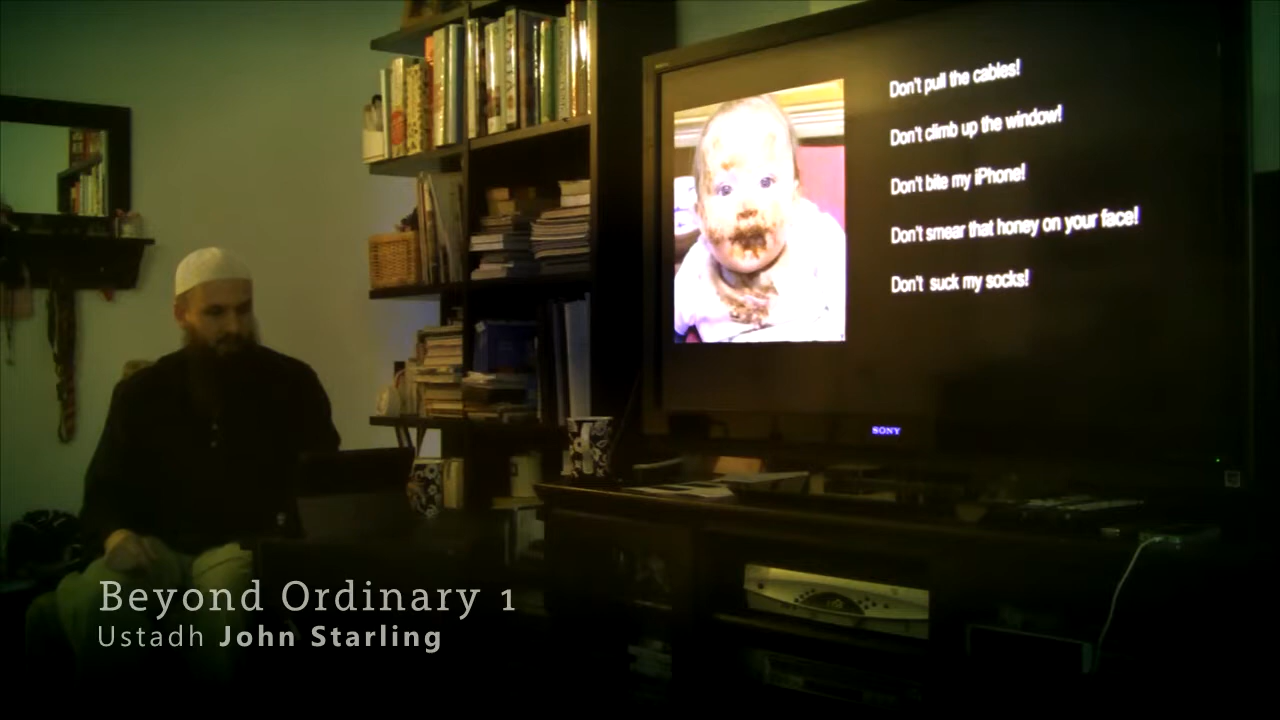 Don't pull the cables!
Don't climb up the window!
Don't bite my iPhone!
Don't smear that honey on your face!
Don't suck my socks!
SONY
Beyond Ordinary 1
Ustadh John Starling